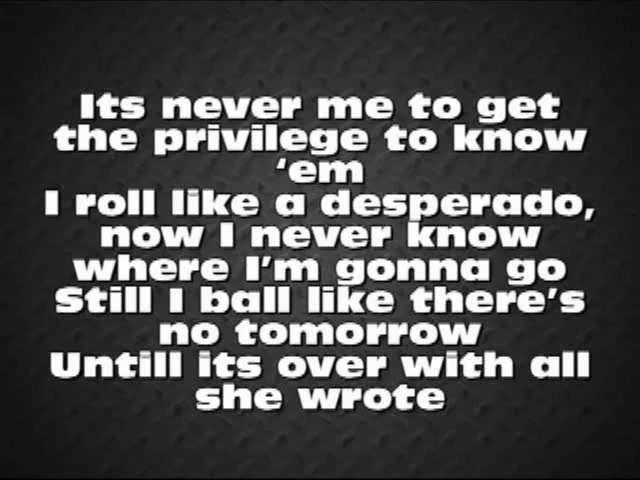 Its never me to get
the privilege to know
‘em
I roll like a desperado,
now I never know
where I’m gonna go
Still I ball like there’s
no tomorrow
Untill its over with all
she wrote